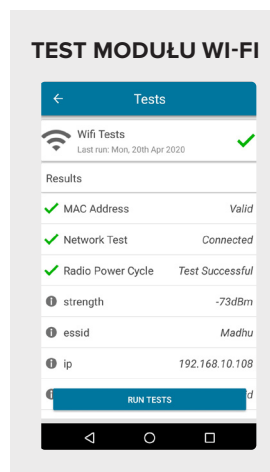 TEST MODUŁU WI-FI
Tests
Wifi Tests
Last run: Mon, 20th Apr 2020
Results
MAC Address Valid
Network Test Connected
Radio Power Cycle Test Successful
strength -73dBm
essid Madhu
ip 192.168.10.108
RUN TESTS